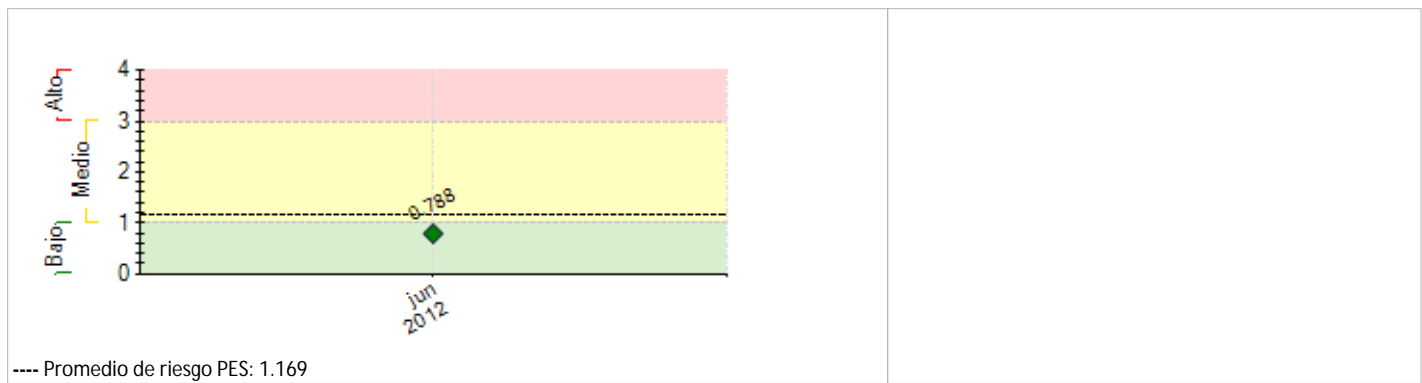 4
Alto
3
Medio
2
0.788
1
Bajo
0
jun
2012
---- Promedio de riesgo PES: 1.169